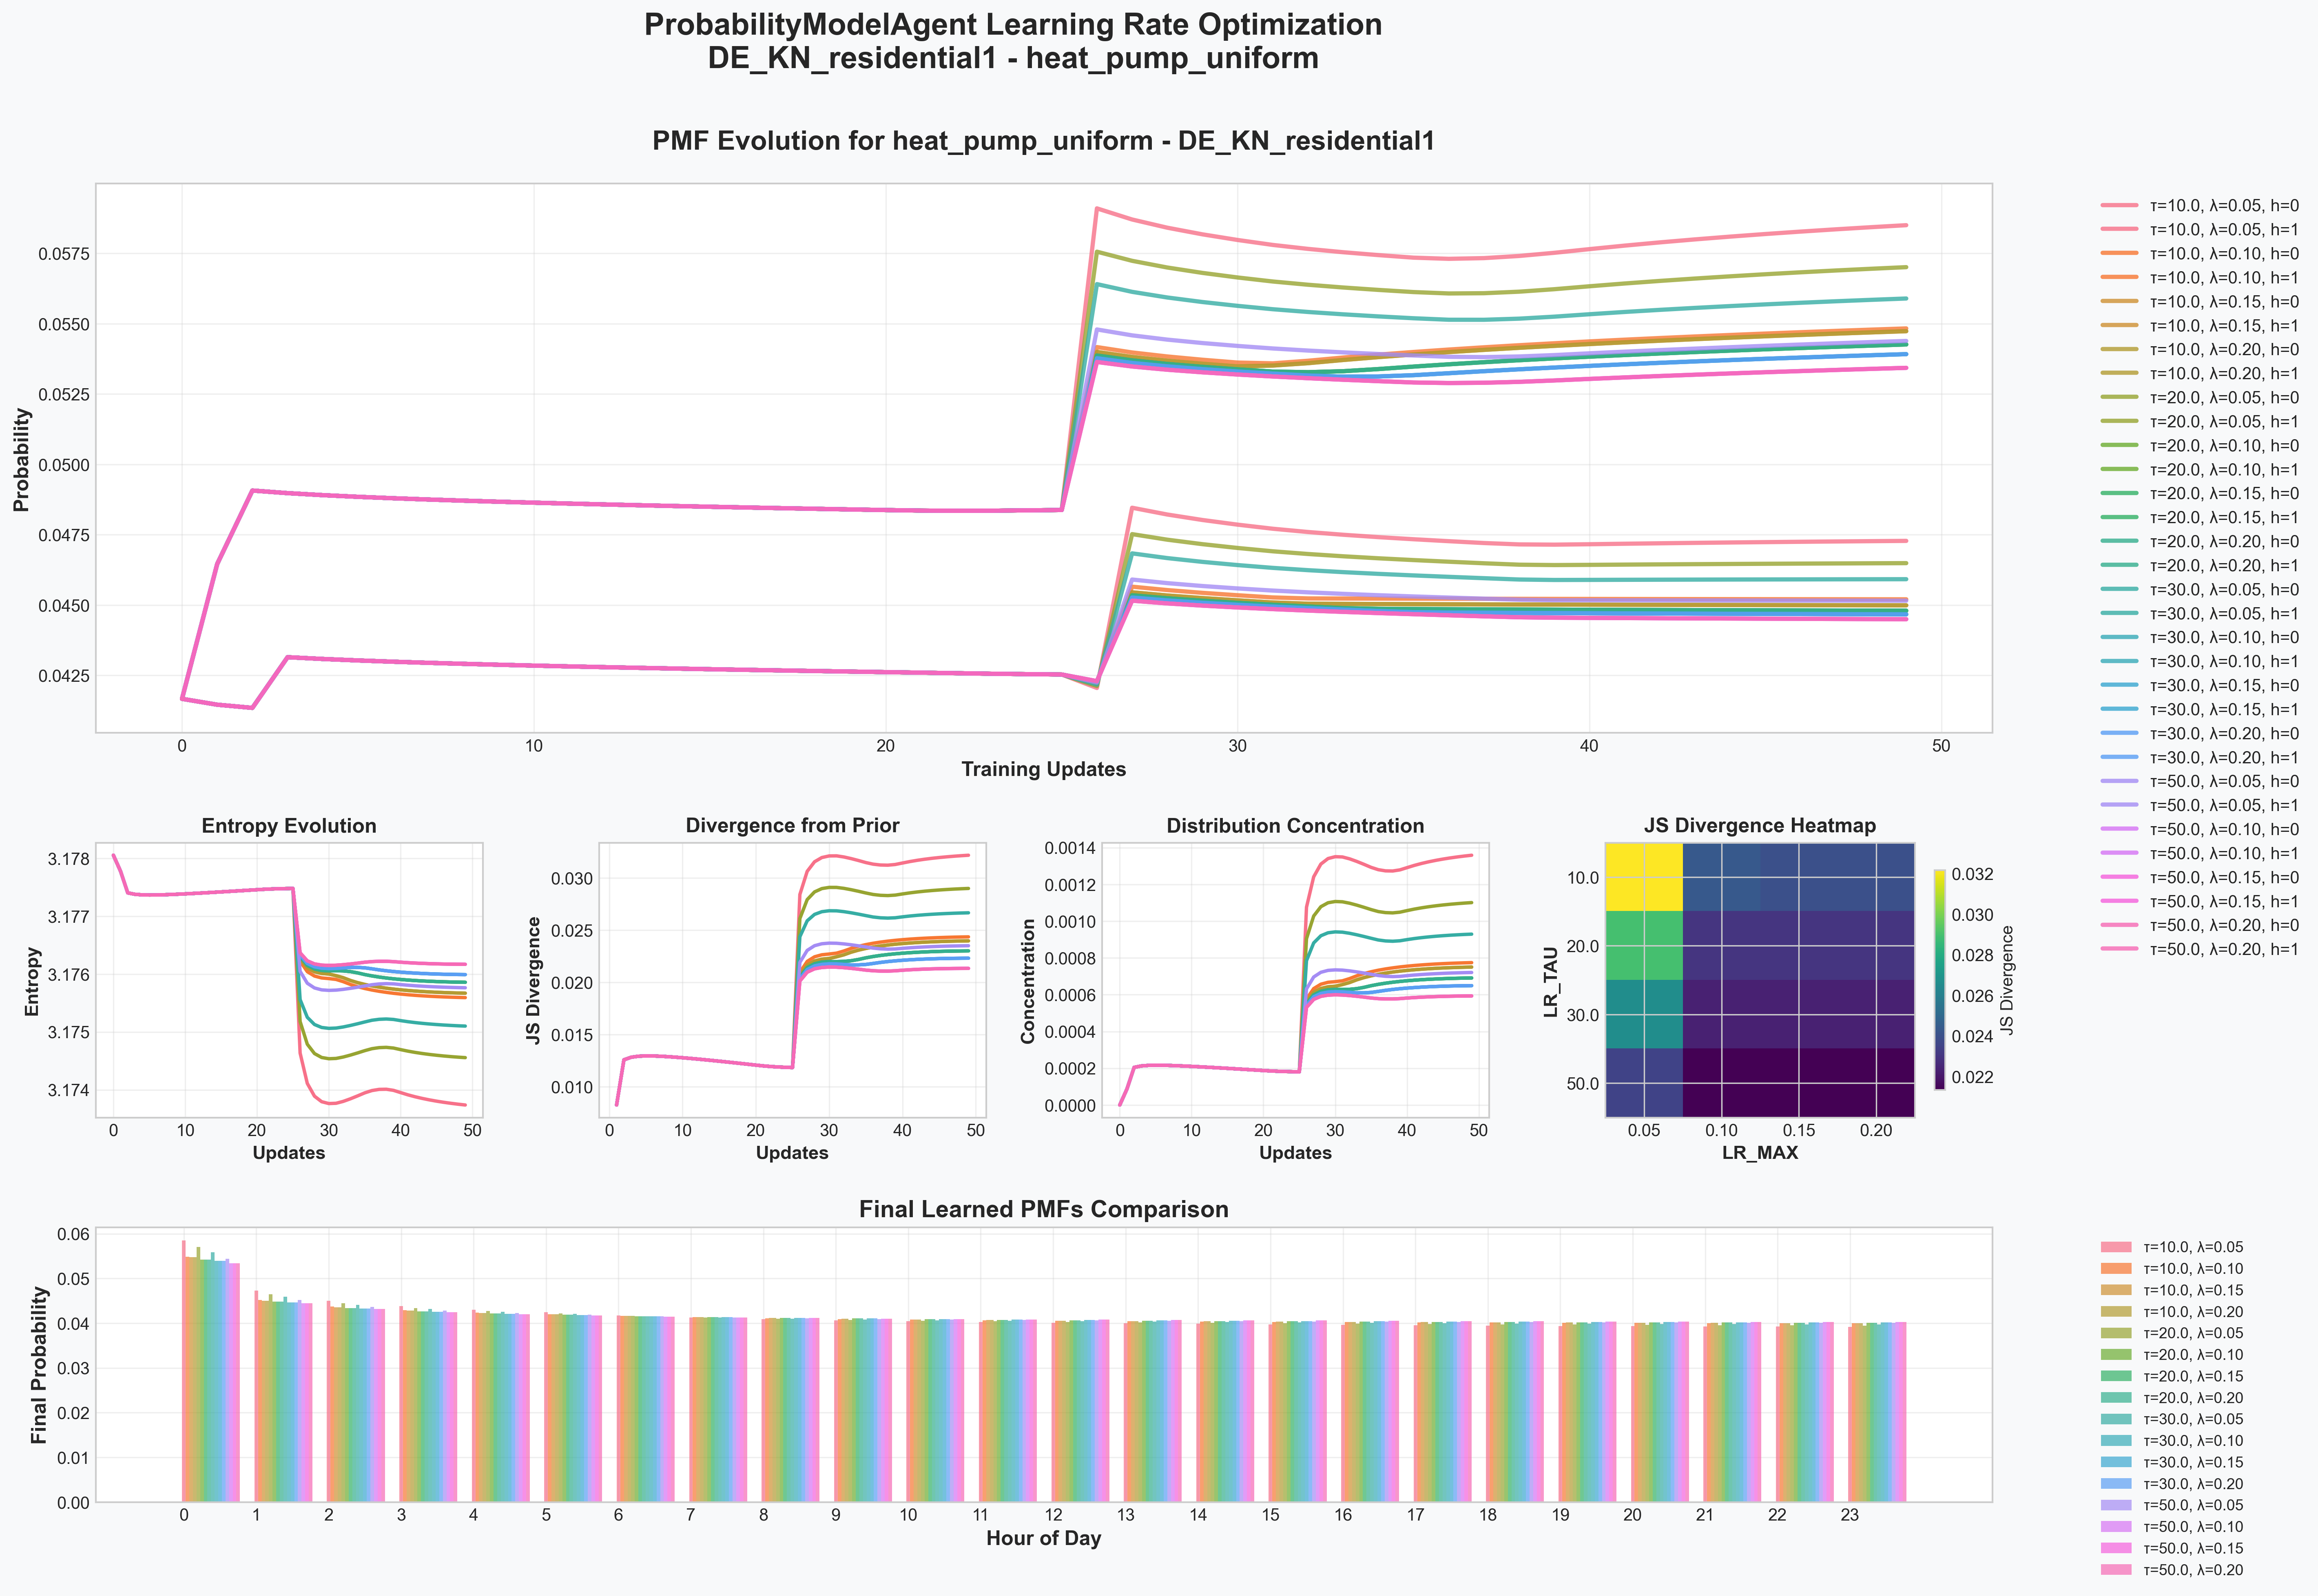 ProbabilityModelAgent Learning Rate Optimization
DE_KN_residential1 - heat_pump_uniform
PMF Evolution for heat_pump_uniform - DE_KN_residential1
Probability
0.0575
0.0550
0.0525
0.0500
0.0475
0.0450
0.0425
0 10 20 30 40 50
Training Updates
τ=10.0, λ=0.05, h=0
τ=10.0, λ=0.05, h=1
τ=10.0, λ=0.10, h=0
τ=10.0, λ=0.10, h=1
τ=10.0, λ=0.15, h=0
τ=10.0, λ=0.15, h=1
τ=10.0, λ=0.20, h=0
τ=10.0, λ=0.20, h=1
τ=20.0, λ=0.05, h=0
τ=20.0, λ=0.05, h=1
τ=20.0, λ=0.10, h=0
τ=20.0, λ=0.10, h=1
τ=20.0, λ=0.15, h=0
τ=20.0, λ=0.15, h=1
τ=20.0, λ=0.20, h=0
τ=20.0, λ=0.20, h=1
τ=30.0, λ=0.05, h=0
τ=30.0, λ=0.05, h=1
τ=30.0, λ=0.10, h=0
τ=30.0, λ=0.10, h=1
τ=30.0, λ=0.15, h=0
τ=30.0, λ=0.15, h=1
τ=30.0, λ=0.20, h=0
τ=30.0, λ=0.20, h=1
τ=50.0, λ=0.05, h=0
τ=50.0, λ=0.05, h=1
τ=50.0, λ=0.10, h=0
τ=50.0, λ=0.10, h=1
τ=50.0, λ=0.15, h=0
τ=50.0, λ=0.15, h=1
τ=50.0, λ=0.20, h=0
τ=50.0, λ=0.20, h=1
Entropy Evolution
Entropy
3.178
3.177
3.176
3.175
3.174
0 10 20 30 40 50
Updates
Divergence from Prior
JS Divergence
0.030
0.025
0.020
0.015
0.010
0 10 20 30 40 50
Updates
Distribution Concentration
Concentration
0.0014
0.0012
0.0010
0.0008
0.0006
0.0004
0.0002
0.0000
0 10 20 30 40 50
Updates
JS Divergence Heatmap
LR_TAU
10.0
20.0
30.0
50.0
0.05 0.10 0.15 0.20
LR_MAX
0.032
0.030
0.028
0.026
0.024
0.022
JS Divergence
Final Learned PMFs Comparison
Final Probability
0.06
0.05
0.04
0.03
0.02
0.01
0.00
0 1 2 3 4 5 6 7 8 9 10 11 12 13 14 15 16 17 18 19 20 21 22 23
Hour of Day
τ=10.0, λ=0.05
τ=10.0, λ=0.10
τ=10.0, λ=0.15
τ=10.0, λ=0.20
τ=20.0, λ=0.05
τ=20.0, λ=0.10
τ=20.0, λ=0.15
τ=20.0, λ=0.20
τ=30.0, λ=0.05
τ=30.0, λ=0.10
τ=30.0, λ=0.15
τ=30.0, λ=0.20
τ=50.0, λ=0.05
τ=50.0, λ=0.10
τ=50.0, λ=0.15
τ=50.0, λ=0.20